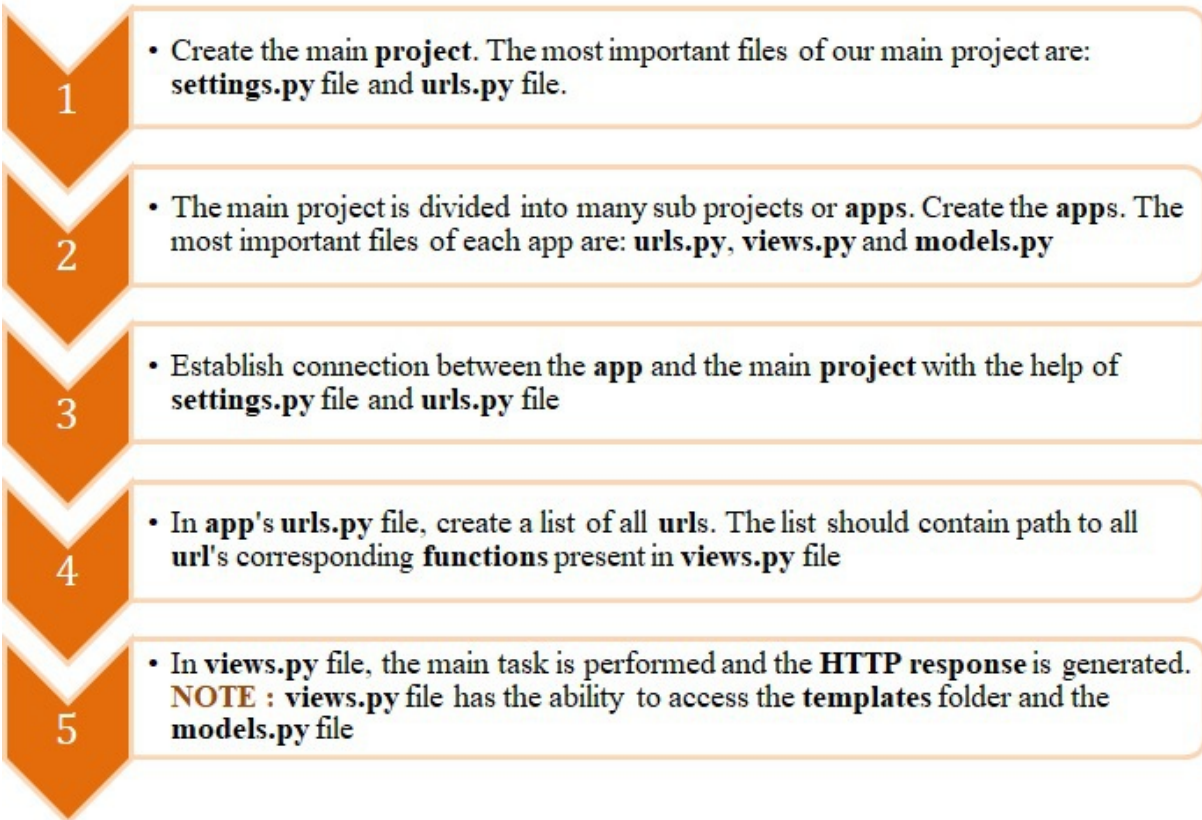 1
• Create the main project. The most important files of our main project are:
settings.py file and urls.py file.
2
• The main project is divided into many sub projects or apps. Create the apps. The
most important files of each app are: urls.py, views.py and models.py
3
• Establish connection between the app and the main project with the help of
settings.py file and urls.py file
4
• In app's urls.py file, create a list of all urls. The list should contain path to all
url's corresponding functions present in views.py file
5
• In views.py file, the main task is performed and the HTTP response is generated.
NOTE : views.py file has the ability to access the templates folder and the
models.py file